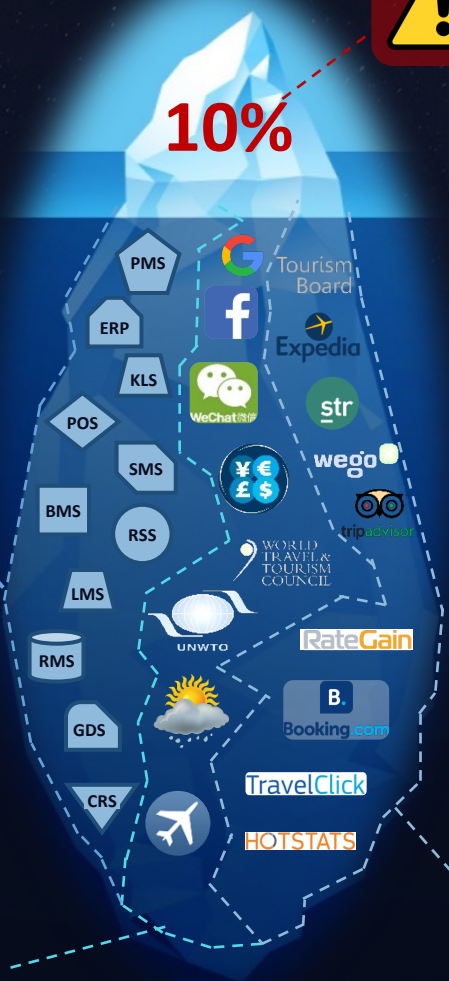 !
10%
PMS
ERP
KLS
POS
SMS
BMS
RSS
LMS
RMS
GDS
CRS
G
f
WeChat微信
¥ €
£ $
WORLD
TRAVEL &
TOURISM
COUNCIL
UNWTO
Tourism
Board
Expedia
str
wego
tripadvisor
RateGain
B.
Booking.com
TravelClick
HOTSTATS